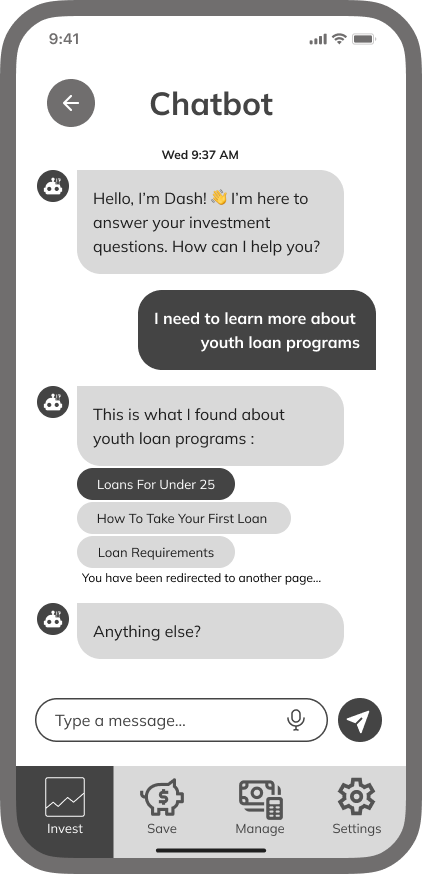 9:41
Chatbot
Wed 9:37 AM
Hello, I'm Dash! 👋 I'm here to
answer your investment
questions. How can I help you?
I need to learn more about
youth loan programs
This is what I found about
youth loan programs :
Loans For Under 25
How To Take Your First Loan
Loan Requirements
You have been redirected to another page...
Anything else?
Type a message...
Invest
Save
Manage
Settings